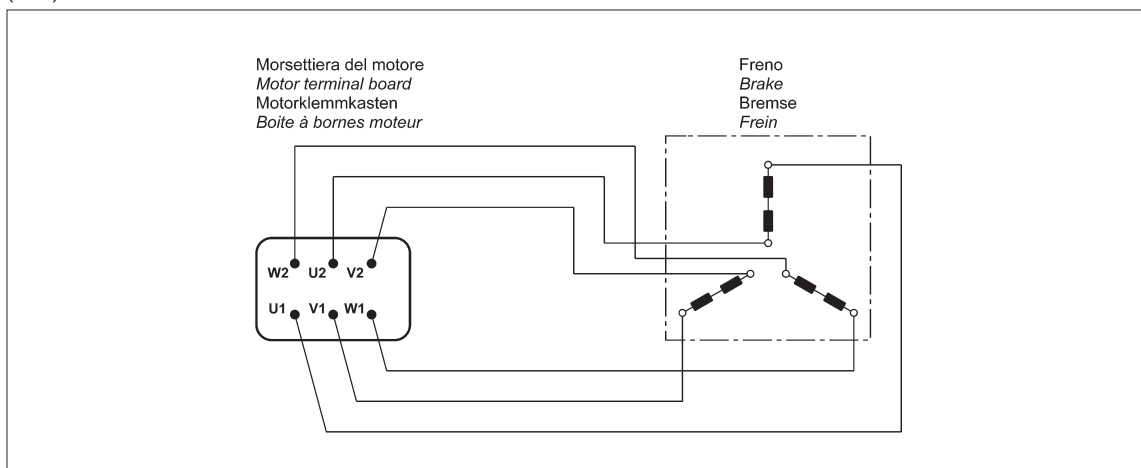 Morsettiera del motore
Motor terminal board
Motorklemmkasten
Boite à bornes moteur
Freno
Brake
Bremse
Frein
W2 U2 V2
U1 V1 W1